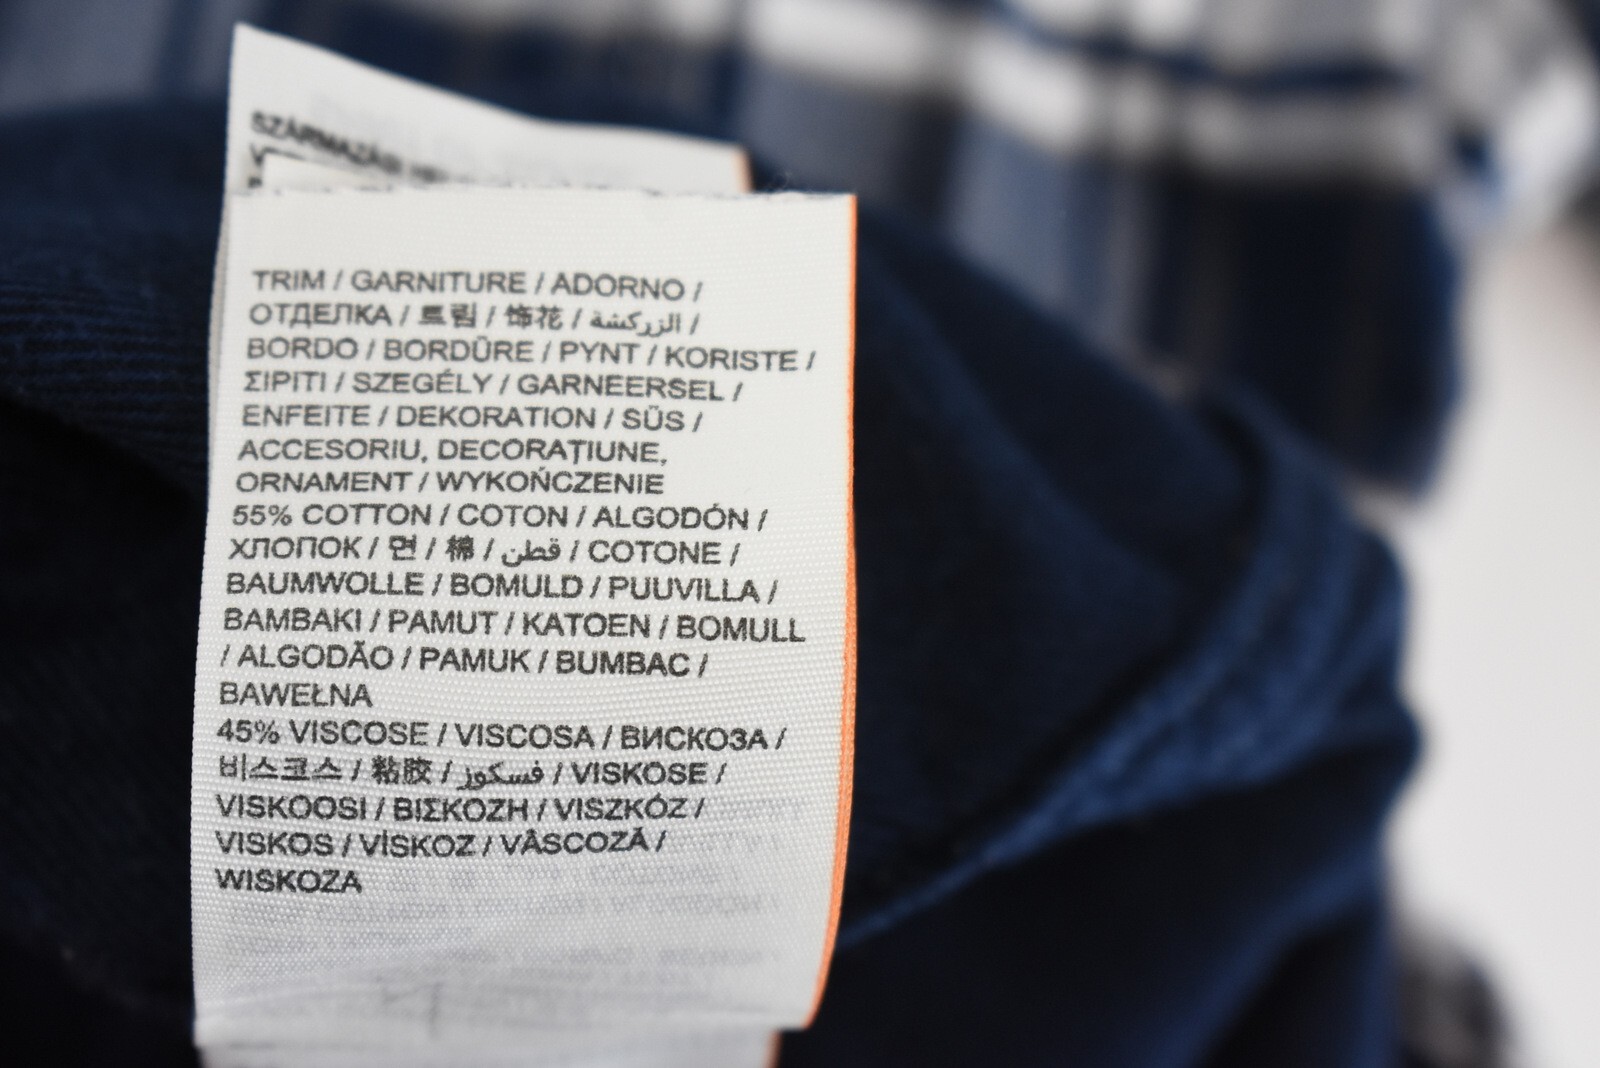 SZÁRMAZÁSI
TRIM / GARNITURE / ADORNO /
ОТДЕЛКА / 트림 / 饰花 / الزركشة /
BORDO / BORDÜRE / PYNT / KORISTE /
ΣΙΡΙΤΙ / SZEGÉLY / GARNEERSEL /
ENFEITE / DEKORATION / SÜS /
ACCESORIU, DECORAŢIUNE,
ORNAMENT / WYKOŃCZENIE
55% COTTON / COTON / ALGODÓN /
ХЛОПОК / 면 / 棉 / قطن / COTONE /
BAUMWOLLE / BOMULD / PUUVILLA /
BAMBAKI / PAMUT / KATOEN / BOMULL
/ ALGODÃO / PAMUK / BUMBAC /
BAWEŁNA
45% VISCOSE / VISCOSA / ВИСКОЗА /
비스코스 / 粘胶 / فسكوز / VISKOSE /
VISKOOSI / ΒΙΣΚΟΖΗ / VISZKÓZ /
VISKOS / VİSKOZ / VÂSCOZĂ /
WISKOZA